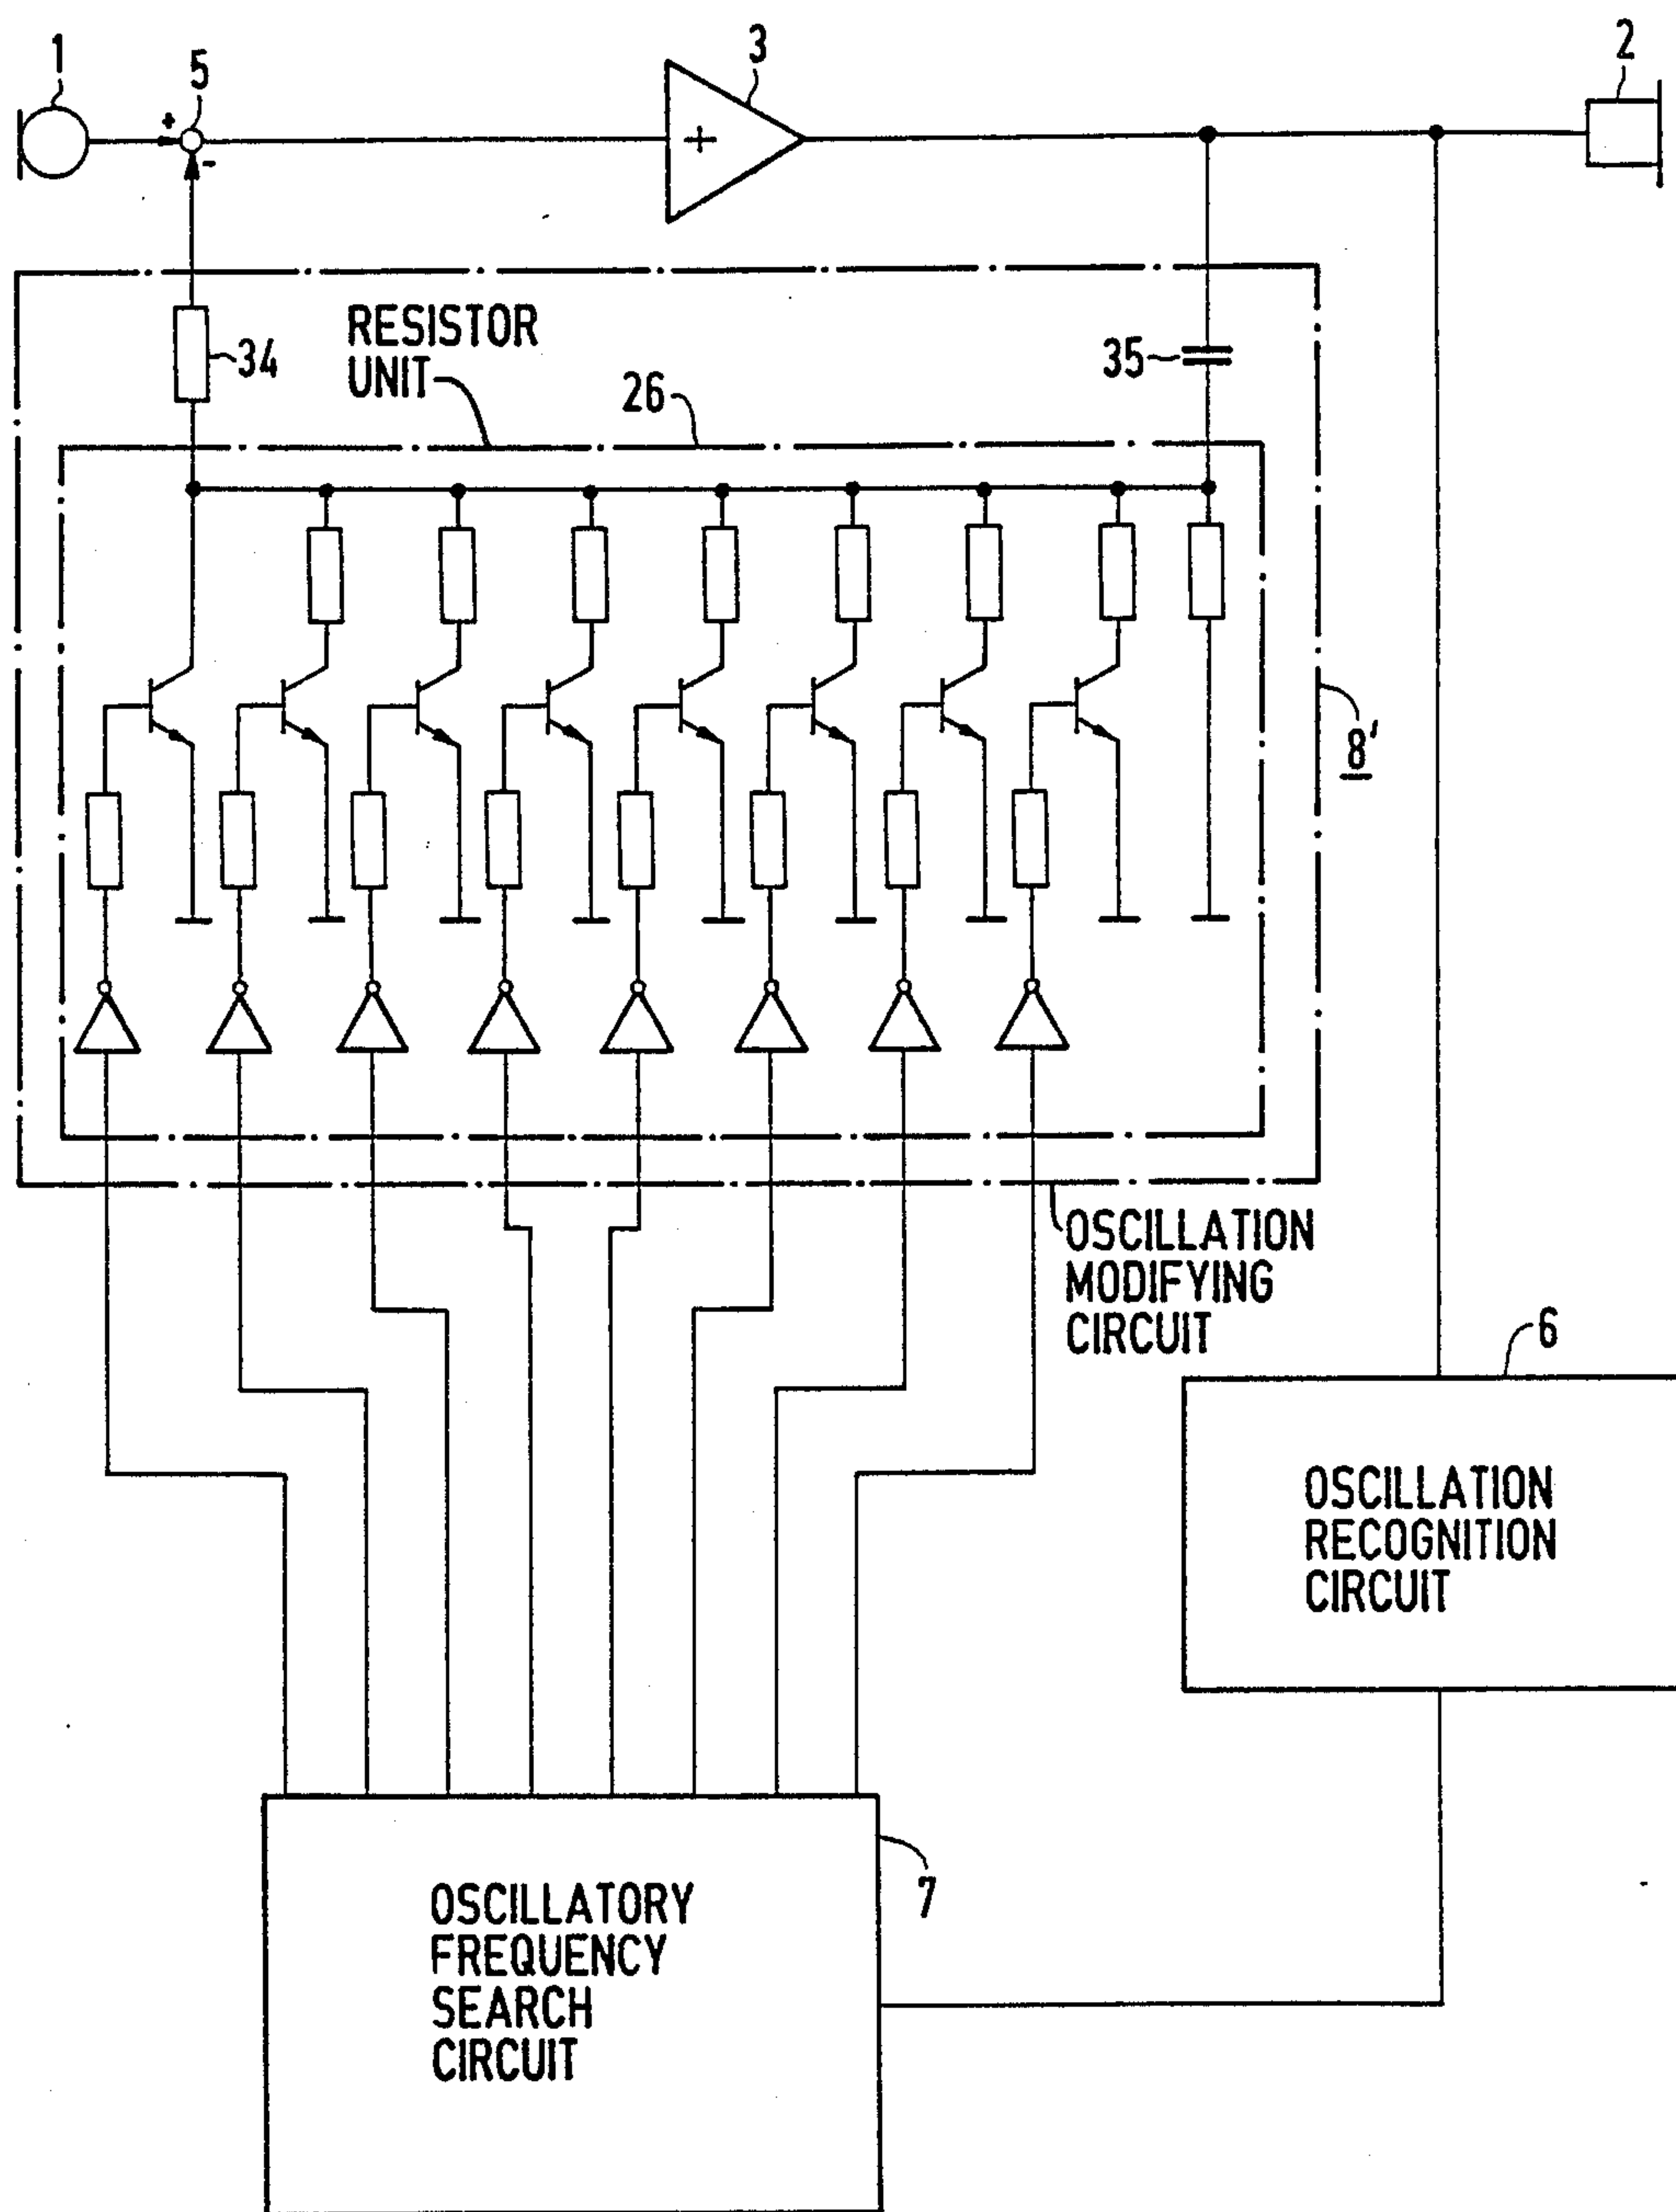 1
5
3
2
+
-
+
34
RESISTOR
UNIT
26
35
8'
OSCILLATION
MODIFYING
CIRCUIT
6
OSCILLATION
RECOGNITION
CIRCUIT
7
OSCILLATORY
FREQUENCY
SEARCH
CIRCUIT